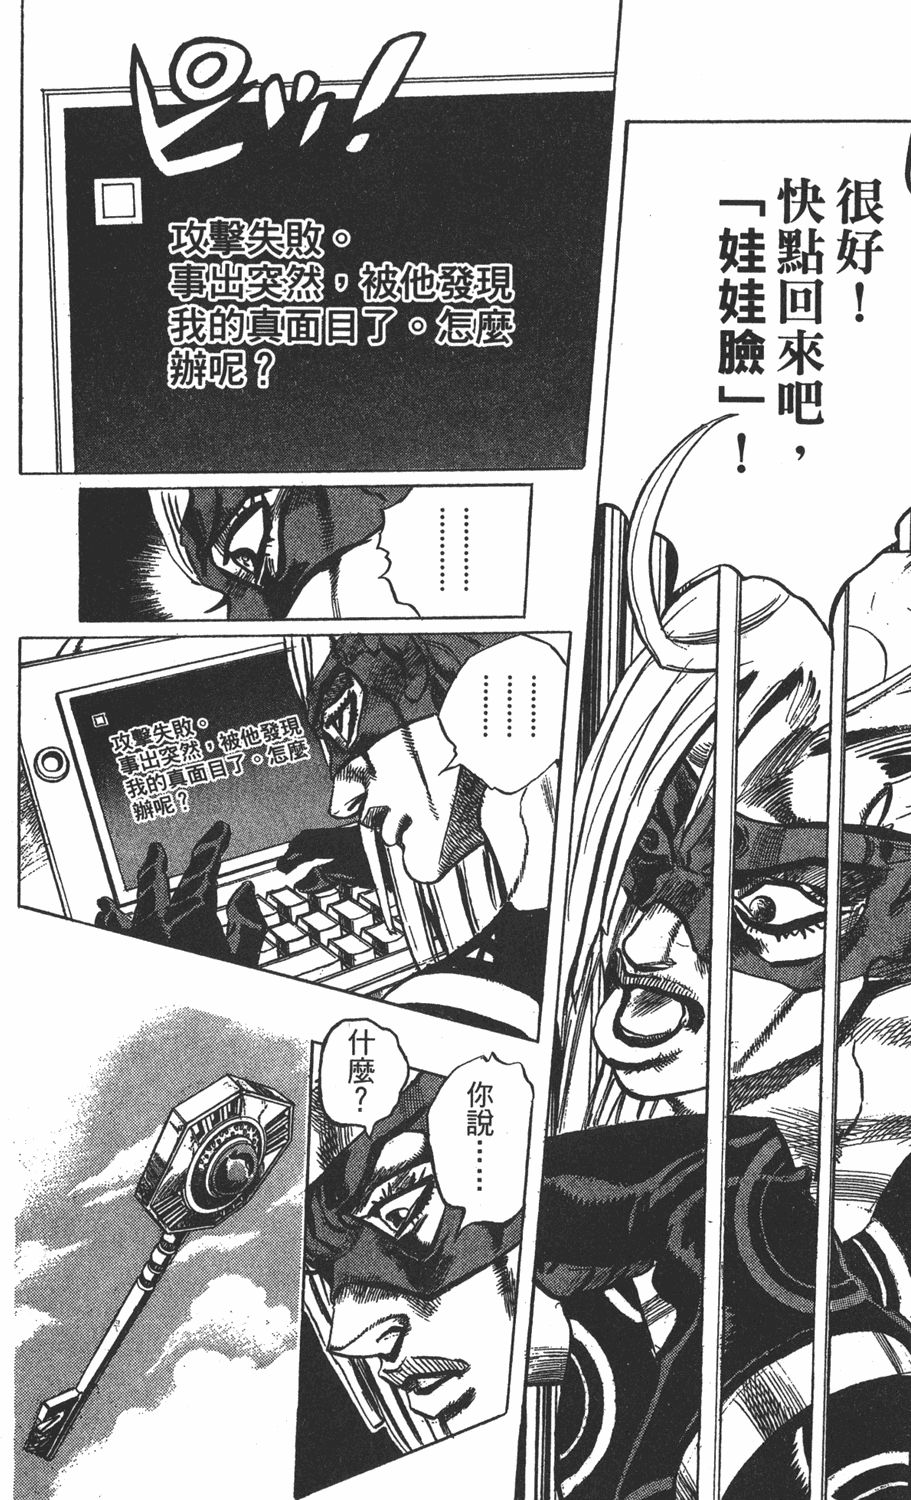 很好！
快點回來吧，
「娃娃臉」！
ピッ！
攻擊失敗。
事出突然，被他發現
我的真面目了。怎麼
辦呢？
………
………
………
………
攻擊失敗。
事出突然，被他發現
我的真面目了。怎麼
辦呢？
你說……
什麼？